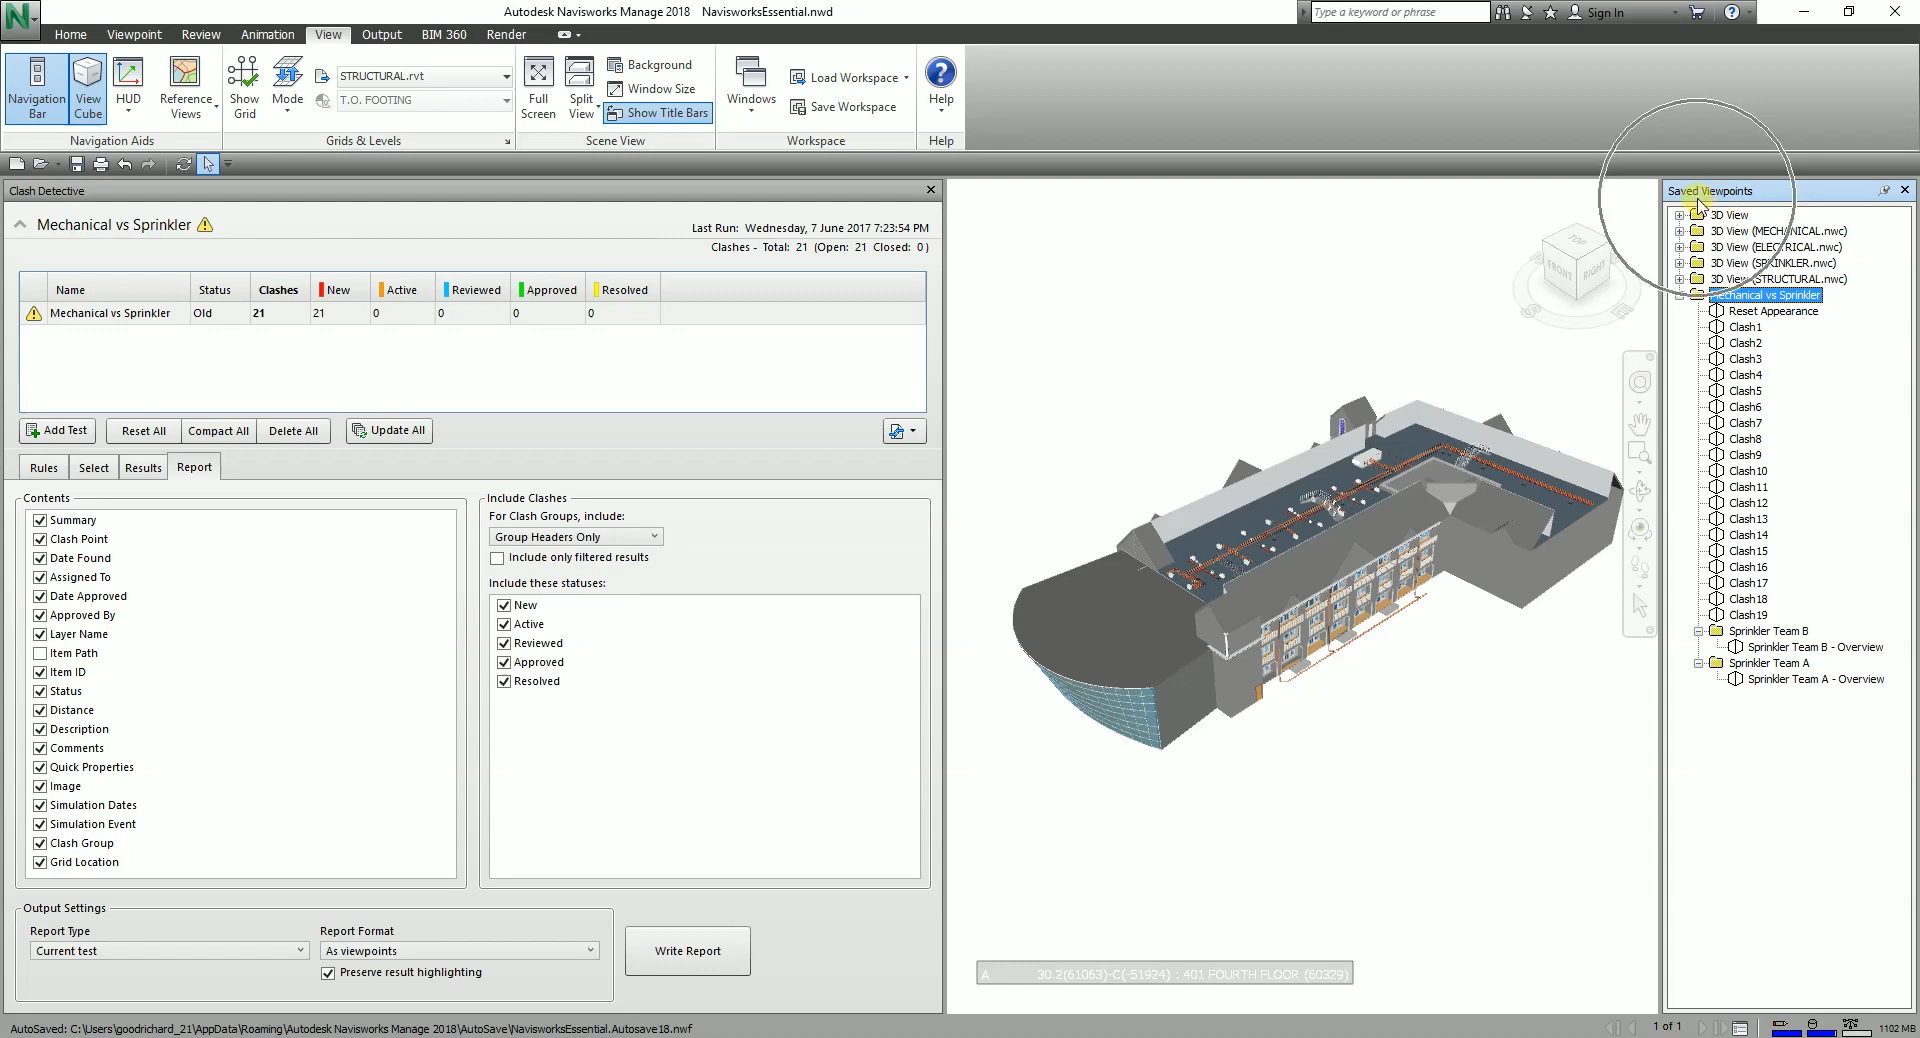 Autodesk Navisworks Manage 2018 NavisworksEssential.nwd
Type a keyword or phrase
Sign In
Home Viewpoint Review Animation View Output BIM 360 Render
Navigation Bar
View Cube
HUD
Reference Views
Navigation Aids
Show Grid
Mode
STRUCTURAL.rvt
T.O. FOOTING
Grids & Levels
Full Screen
Split View
Background
Window Size
Show Title Bars
Scene View
Windows
Load Workspace
Save Workspace
Workspace
Help
Help
Clash Detective
Mechanical vs Sprinkler
Last Run: Wednesday, 7 June 2017 7:23:54 PM
Clashes - Total: 21 (Open: 21 Closed: 0)
Name Status Clashes New Active Reviewed Approved Resolved
Mechanical vs Sprinkler Old 21 21 0 0 0 0
Add Test Reset All Compact All Delete All Update All
Rules Select Results Report
Contents
Summary
Clash Point
Date Found
Assigned To
Date Approved
Approved By
Layer Name
Item Path
Item ID
Status
Distance
Description
Comments
Quick Properties
Image
Simulation Dates
Simulation Event
Clash Group
Grid Location
Include Clashes
For Clash Groups, include:
Group Headers Only
Include only filtered results
Include these statuses:
New
Active
Reviewed
Approved
Resolved
Output Settings
Report Type
Current test
Report Format
As viewpoints
Preserve result highlighting
Write Report
TOP
FRONT
RIGHT
S
E
A 30.2(61063)-C(-51924) : 401 FOURTH FLOOR (60329)
Saved Viewpoints
3D View
3D View (MECHANICAL.nwc)
3D View (ELECTRICAL.nwc)
3D View (SPRINKLER.nwc)
3D View (STRUCTURAL.nwc)
Mechanical vs Sprinkler
Reset Appearance
Clash1
Clash2
Clash3
Clash4
Clash5
Clash6
Clash7
Clash8
Clash9
Clash10
Clash11
Clash12
Clash13
Clash14
Clash15
Clash16
Clash17
Clash18
Clash19
Sprinkler Team B
Sprinkler Team B - Overview
Sprinkler Team A
Sprinkler Team A - Overview
AutoSaved: C:\Users\goodrichard_21\AppData\Roaming\Autodesk Navisworks Manage 2018\AutoSave\NavisworksEssential.Autosave18.nwf
1 of 1
1102 MB